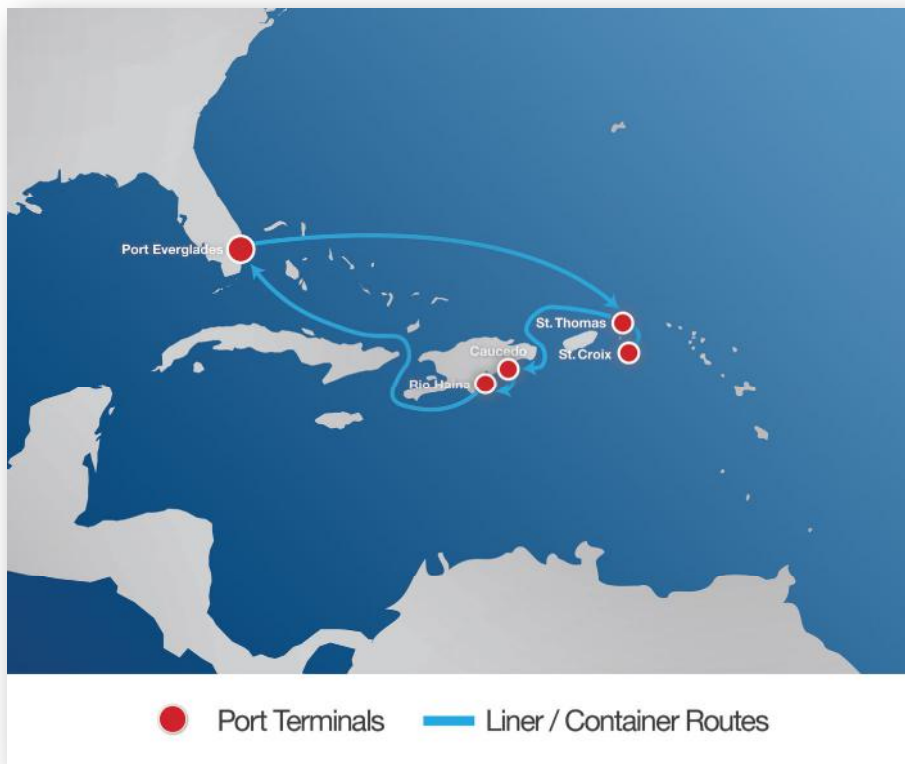 Port Everglades
St. Thomas
Caucedo
St. Croix
Rio Haina
Port Terminals
Liner / Container Routes